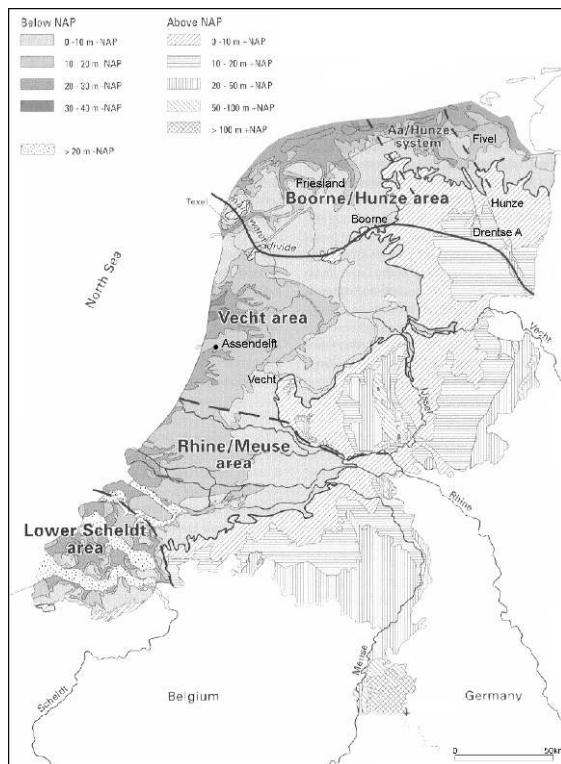 Below NAP
0 -10 m -NAP
10 - 20 m -NAP
20 - 30 m -NAP
30 - 40 m -NAP
> 20 m -NAP
Above NAP
0 -10 m +NAP
10 - 20 m +NAP
20 - 50 m +NAP
50 -100 m +NAP
> 100 m +NAP
Aa/Hunze
system
Fivel
Friesland
Boorne/Hunze area
Hunze
Texel
Boorne
water divide
Drentse A
North Sea
Vecht area
Vecht
Assendelft
Vecht
IJssel
Rhine/Meuse
area
Rhine
Lower Scheldt
area
Meuse
Scheldt
Belgium
Germany
0
50km